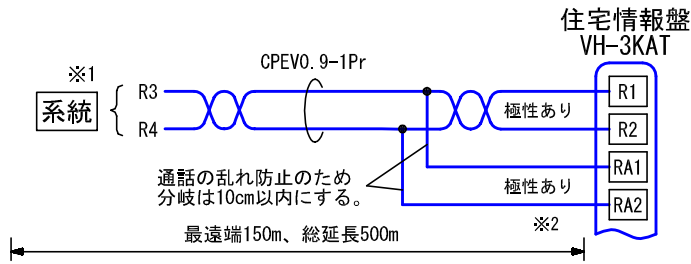 住宅情報盤
VH-3KAT
CPEV0.9-1Pr
※1
系統
R3
R4
極性あり
R1
R2
RA1
RA2
通話の乱れ防止のため
分岐は10cm以内にする。
極性あり
※2
最遠端150m、総延長500m